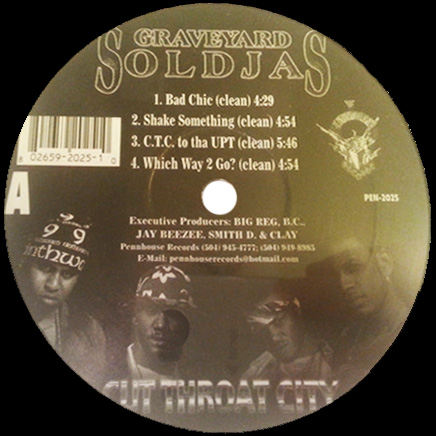 GRAVEYARD
SOLDJAS
1. Bad Chic (clean) 4:29
2. Shake Something (clean) 4:54
3. C.T.C. to tha UPT (clean) 5:46
4. Which Way 2 Go? (clean) 4:54
8 02659-2025-1 0
A
PEN-2025
Executive Producers: BIG REG, B.C.,
JAY BEEZEE, SMITH D. & CLAY
Pennhouse Records (504) 945-4777; (504) 949-8985
E-Mail: pennhouserecords@hotmail.com
CUT THROAT CITY